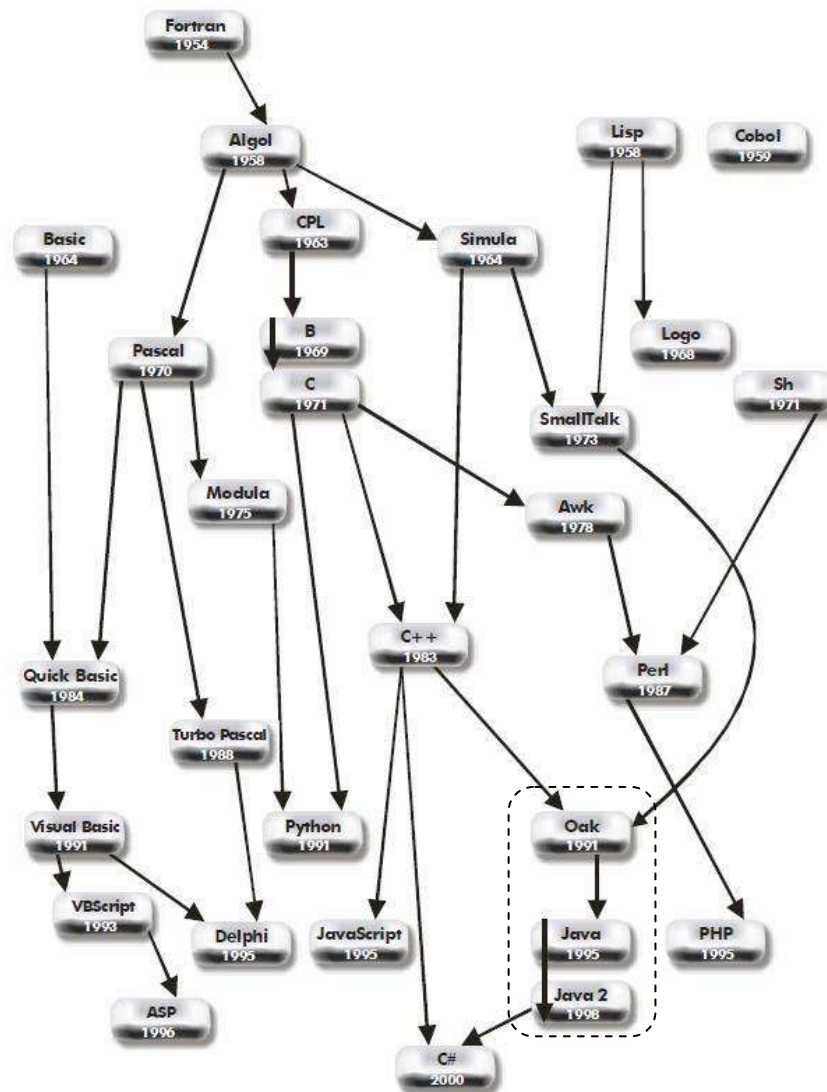 Fortran
1954
Algol
1958
Lisp
1958
Cobol
1959
CPL
1963
Basic
1964
Simula
1964
B
1969
Logo
1968
Pascal
1970
C
1971
Sh
1971
SmallTalk
1973
Modula
1975
Awk
1978
C++
1983
Quick Basic
1984
Perl
1987
Turbo Pascal
1988
Visual Basic
1991
Python
1991
Oak
1991
VBScript
1993
Delphi
1995
JavaScript
1995
Java
1995
PHP
1995
ASP
1996
Java 2
1998
C#
2000